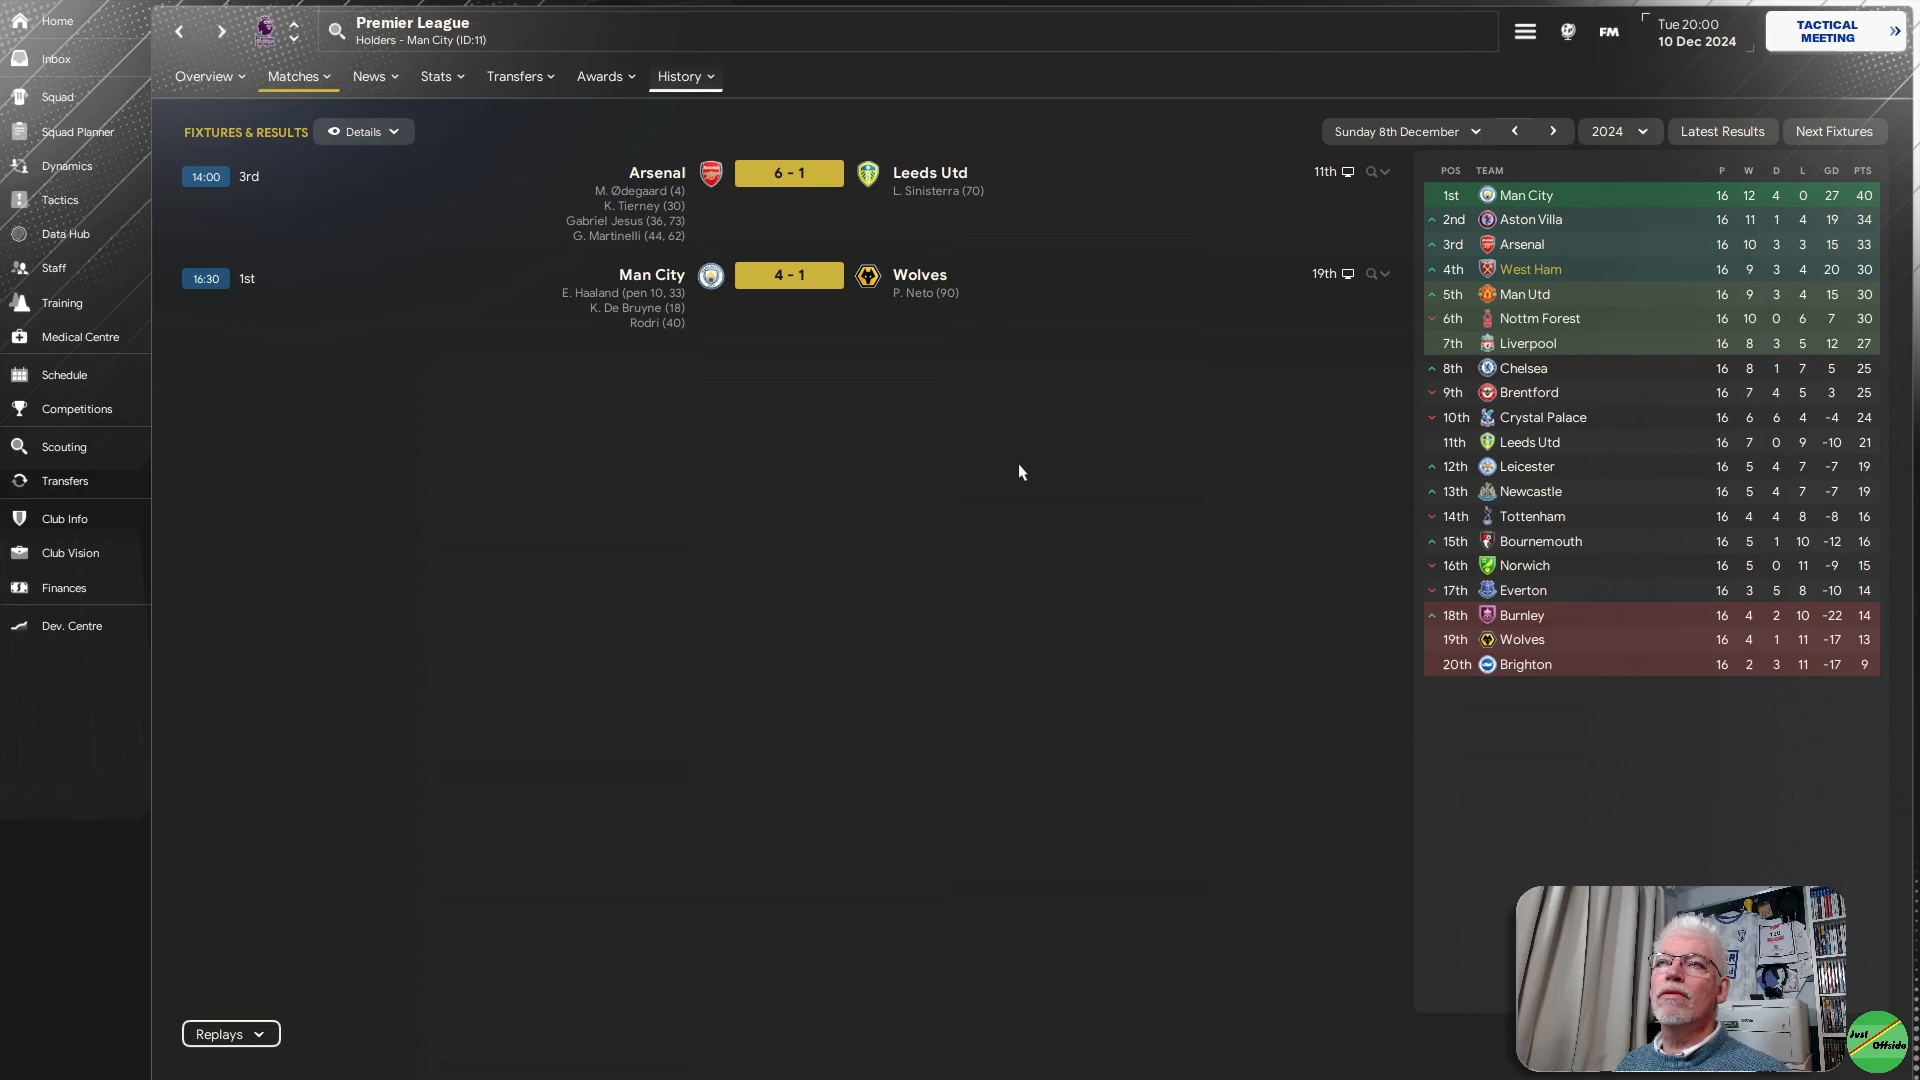 Home
Inbox
Squad
Squad Planner
Dynamics
Tactics
Data Hub
Staff
Training
Medical Centre
Schedule
Competitions
Scouting
Transfers
Club Info
Club Vision
Finances
Dev. Centre
Premier League
Holders - Man City (ID:11)
FM
Tue 20:00
10 Dec 2024
TACTICAL
MEETING
Overview Matches News Stats Transfers Awards History
FIXTURES & RESULTS Details
Sunday 8th December 2024 Latest Results Next Fixtures
14:00 3rd Arsenal 6 - 1 Leeds Utd 11th
M. Ødegaard (4) L. Sinisterra (70)
K. Tierney (30)
Gabriel Jesus (36, 73)
G. Martinelli (44, 62)
16:30 1st Man City 4 - 1 Wolves 19th
E. Haaland (pen 10, 33) P. Neto (90)
K. De Bruyne (18)
Rodri (40)
POS TEAM P W D L GD PTS
1st Man City 16 12 4 0 27 40
2nd Aston Villa 16 11 1 4 19 34
3rd Arsenal 16 10 3 3 15 33
4th West Ham 16 9 3 4 20 30
5th Man Utd 16 9 3 4 15 30
6th Nottm Forest 16 10 0 6 7 30
7th Liverpool 16 8 3 5 12 27
8th Chelsea 16 8 1 7 5 25
9th Brentford 16 7 4 5 3 25
10th Crystal Palace 16 6 6 4 -4 24
11th Leeds Utd 16 7 0 9 -10 21
12th Leicester 16 5 4 7 -7 19
13th Newcastle 16 5 4 7 -7 19
14th Tottenham 16 4 4 8 -8 16
15th Bournemouth 16 5 1 10 -12 16
16th Norwich 16 5 0 11 -9 15
17th Everton 16 3 5 8 -10 14
18th Burnley 16 4 2 10 -22 14
19th Wolves 16 4 1 11 -17 13
20th Brighton 16 2 3 11 -17 9
Replays
Just
Offside